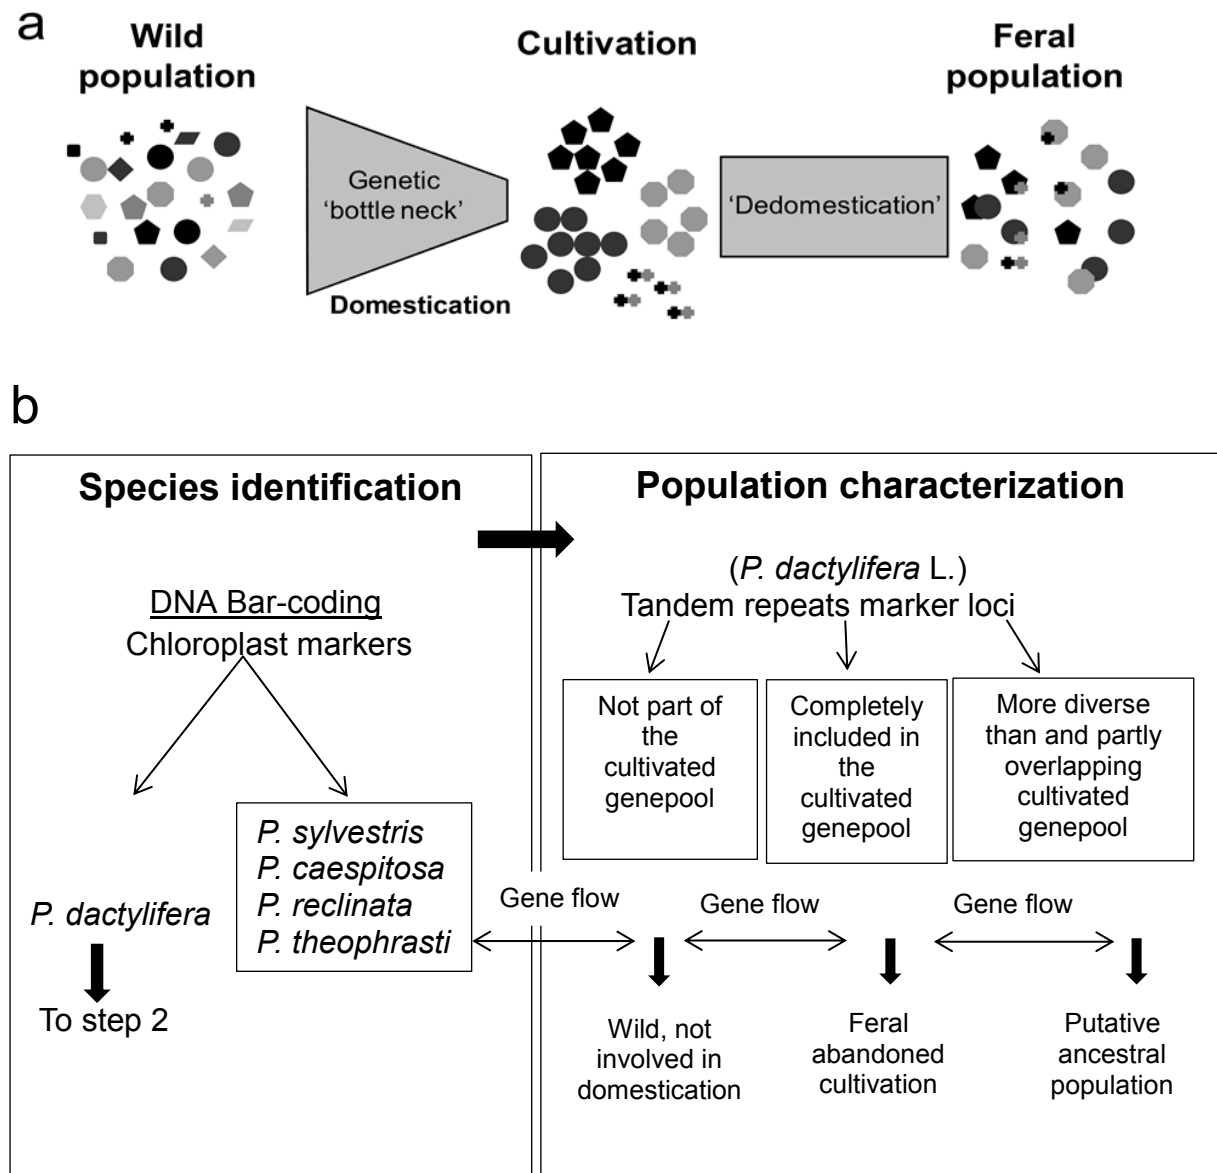 a
Wild
population
Cultivation
Feral
population
Genetic
'bottle neck'
'Dedomestication'
Domestication
b
Species identification
DNA Bar-coding
Chloroplast markers
P. sylvestris
P. caespitosa
P. reclinata
P. theophrasti
P. dactylifera
To step 2
Population characterization
(P. dactylifera L.)
Tandem repeats marker loci
Not part of
the
cultivated
genepool
Completely
included in
the
cultivated
genepool
More diverse
than and partly
overlapping
cultivated
genepool
Gene flow
Gene flow
Gene flow
Wild, not
involved in
domestication
Feral
abandoned
cultivation
Putative
ancestral
population